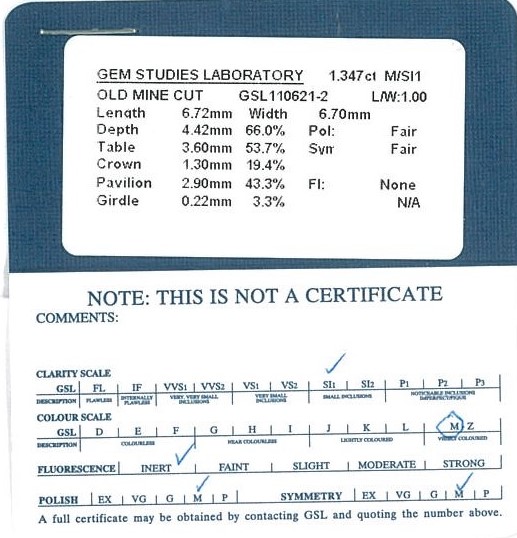 GEM STUDIES LABORATORY 1.347ct M/SI1
OLD MINE CUT GSL110621-2 L/W:1.00
Length 6.72mm Width 6.70mm
Depth 4.42mm 66.0% Pol: Fair
Table 3.60mm 53.7% Sym Fair
Crown 1.30mm 19.4%
Pavilion 2.90mm 43.3% Fl: None
Girdle 0.22mm 3.3% N/A
NOTE: THIS IS NOT A CERTIFICATE
COMMENTS:
CLARITY SCALE
GSL FL IF VVS1 VVS2 VS1 VS2 SI1 SI2 P1 P2 P3
DESCRIPTION FLAWLESS INTERNALLY FLAWLESS VERY, VERY SMALL INCLUSIONS VERY SMALL INCLUSIONS SMALL INCLUSIONS NOTICEABLE INCLUSIONS
COLOUR SCALE
GSL D E F G H I J K L M Z
DESCRIPTION COLOURLESS NEAR COLOURLESS LIGHTLY COLOURED COLOURED
FLUORESCENCE INERT FAINT SLIGHT MODERATE STRONG
POLISH EX VG G M P SYMMETRY EX VG G M P
A full certificate may be obtained by contacting GSL and quoting the number above.